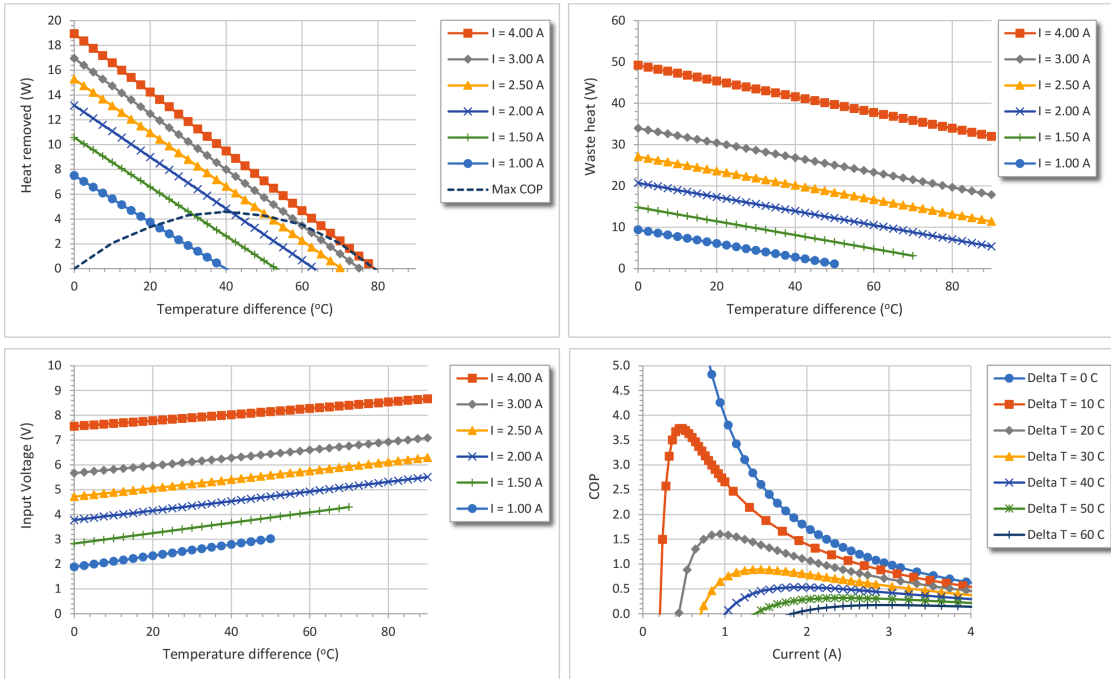 20
18
16
14
12
10
8
6
4
2
0
0 20 40 60 80
Heat removed (W)
Temperature difference (°C)
I = 4.00 A
I = 3.00 A
I = 2.50 A
I = 2.00 A
I = 1.50 A
I = 1.00 A
Max COP
60
50
40
30
20
10
0
0 20 40 60 80
Waste heat (W)
Temperature difference (°C)
I = 4.00 A
I = 3.00 A
I = 2.50 A
I = 2.00 A
I = 1.50 A
I = 1.00 A
10
9
8
7
6
5
4
3
2
1
0
0 20 40 60 80
Input Voltage (V)
Temperature difference (°C)
I = 4.00 A
I = 3.00 A
I = 2.50 A
I = 2.00 A
I = 1.50 A
I = 1.00 A
5.0
4.5
4.0
3.5
3.0
2.5
2.0
1.5
1.0
0.5
0.0
0 1 2 3 4
COP
Current (A)
Delta T = 0 C
Delta T = 10 C
Delta T = 20 C
Delta T = 30 C
Delta T = 40 C
Delta T = 50 C
Delta T = 60 C